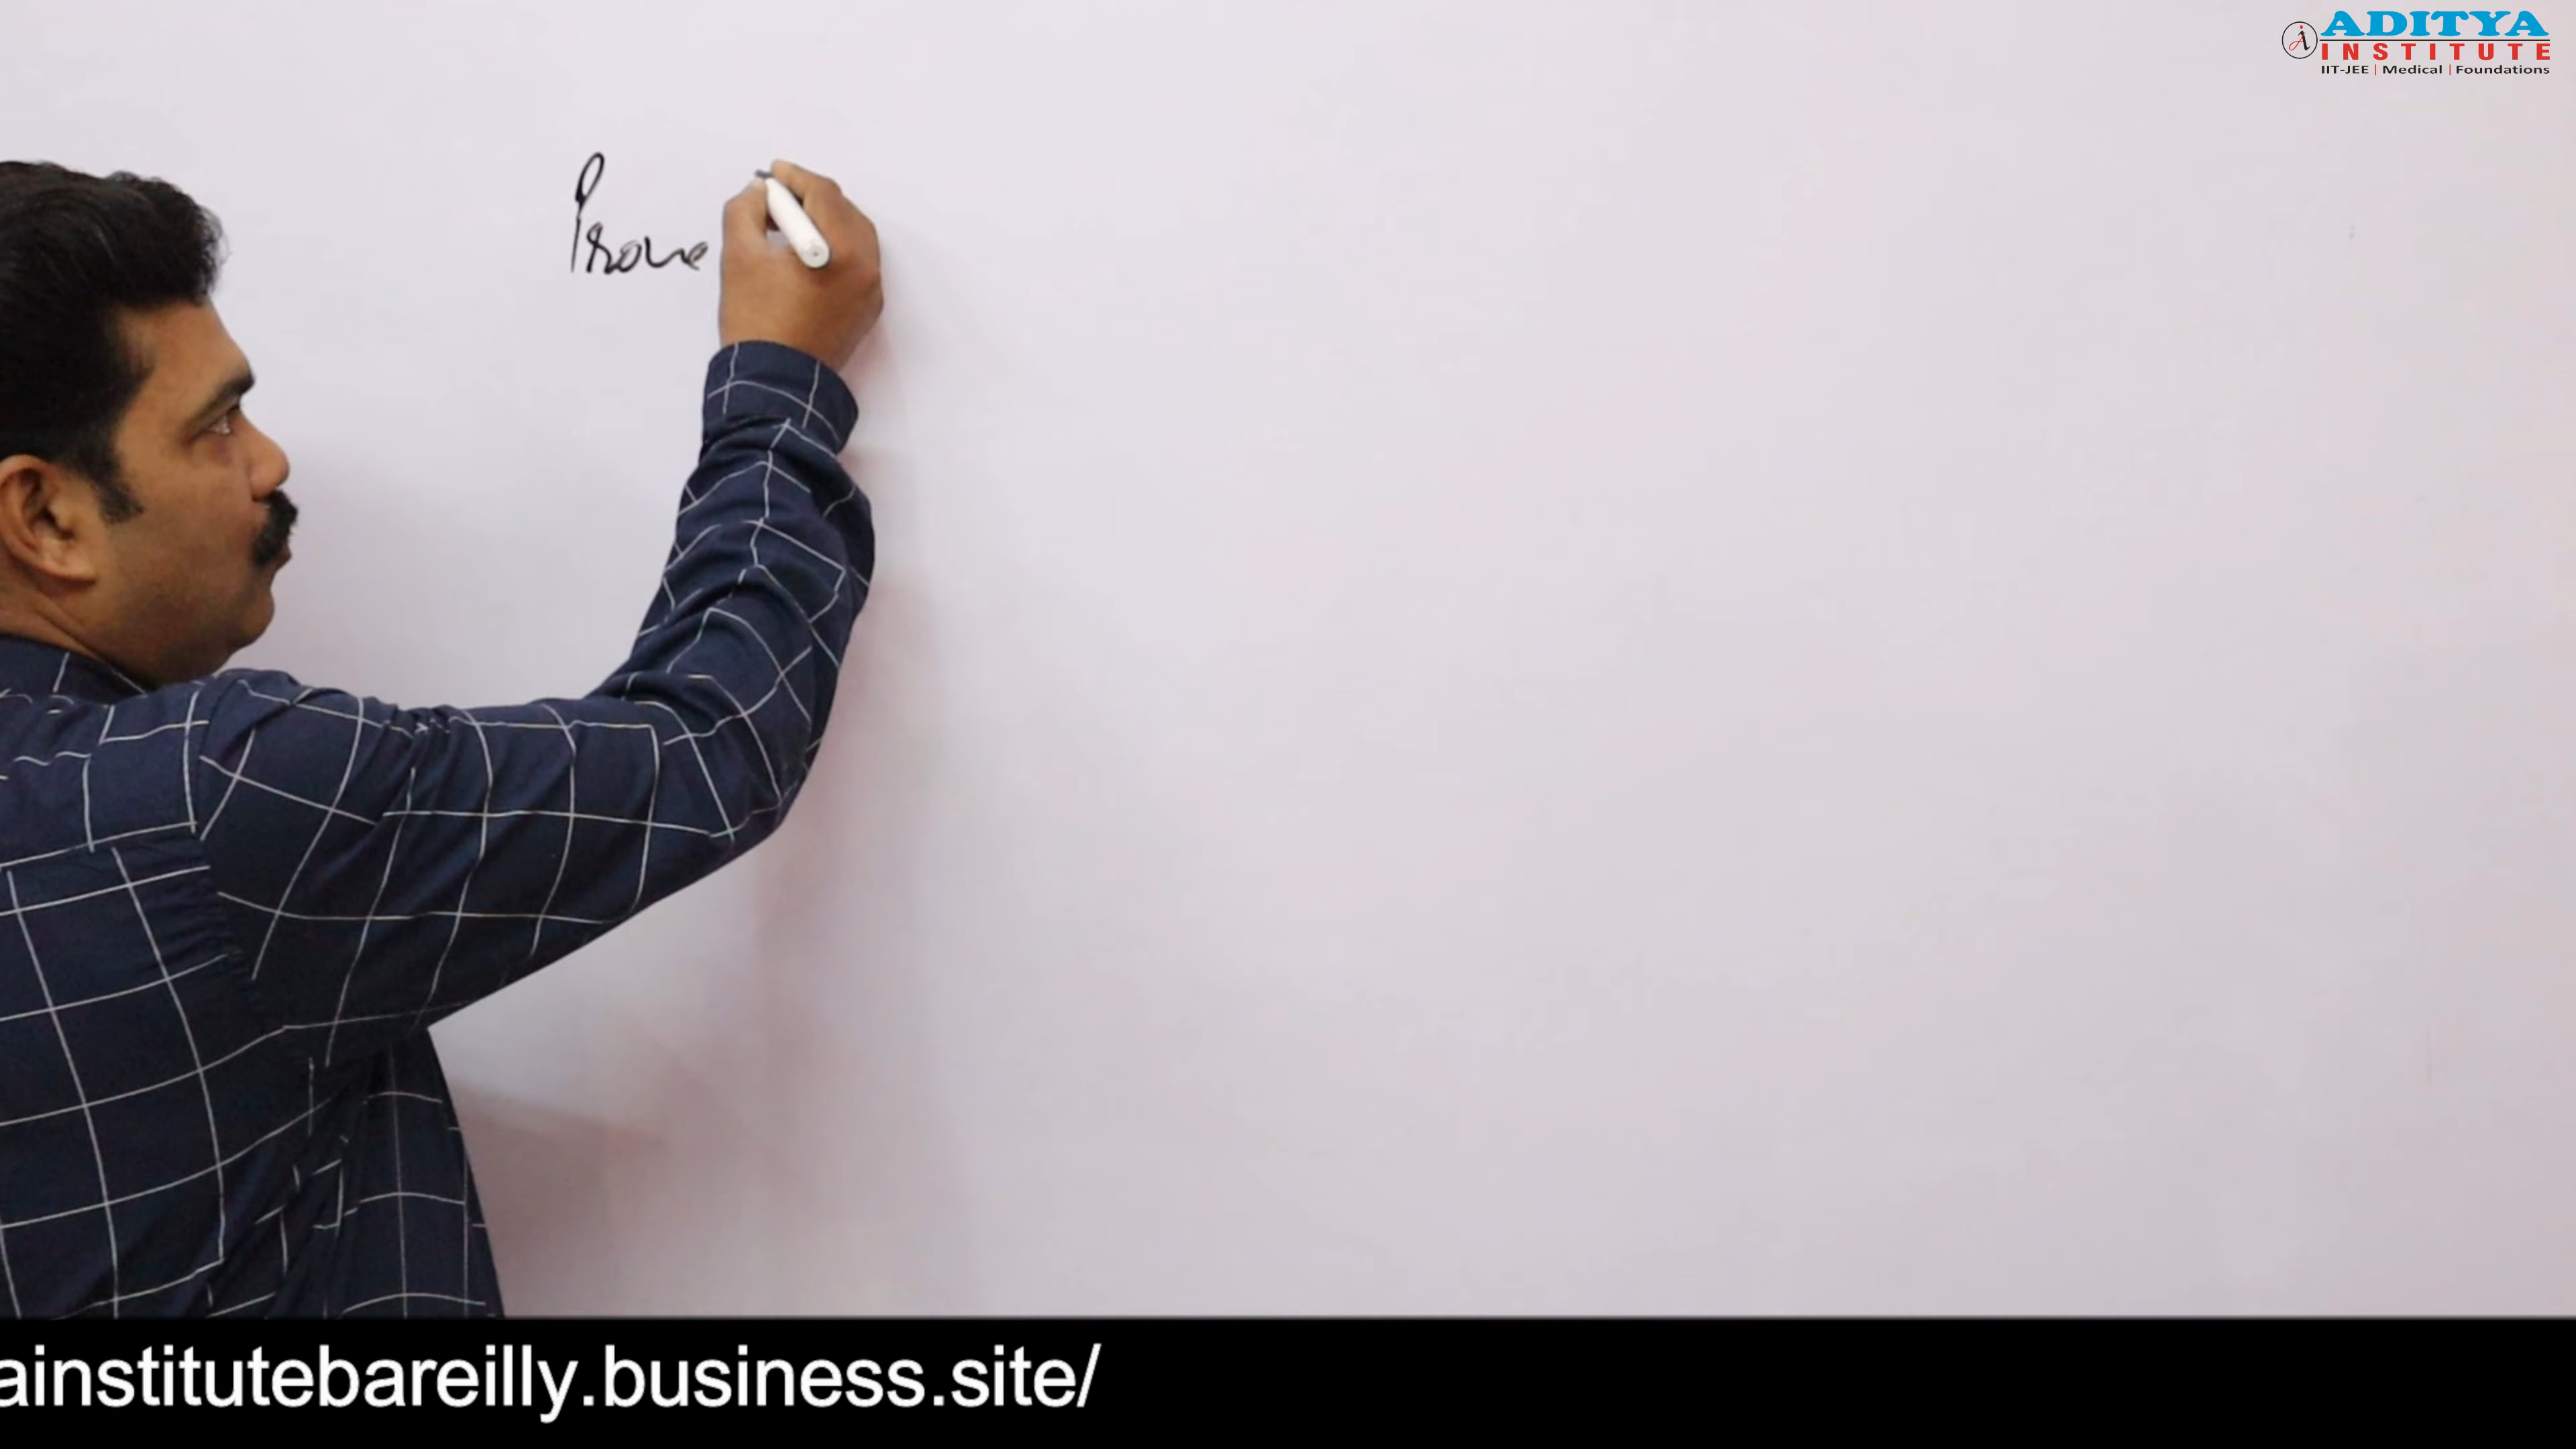 ADITYA
INSTITUTE
IIT-JEE | Medical | Foundations
Prove
ainstitutebareilly.business.site/